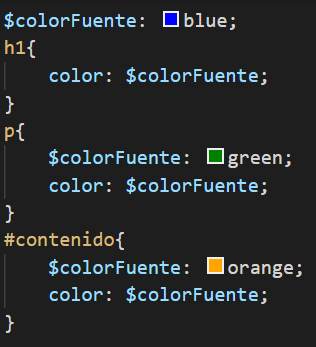 $colorFuente: blue;
h1{
    color: $colorFuente;
}
p{
    $colorFuente: green;
    color: $colorFuente;
}
#contenido{
    $colorFuente: orange;
    color: $colorFuente;
}